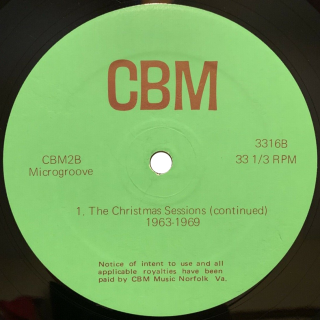 CBM
CBM2B
Microgroove
3316B
33 1/3 RPM
1. The Christmas Sessions (continued)
1963-1969
Notice of intent to use and all
applicable royalties have been
paid by CBM Music Norfolk Va.